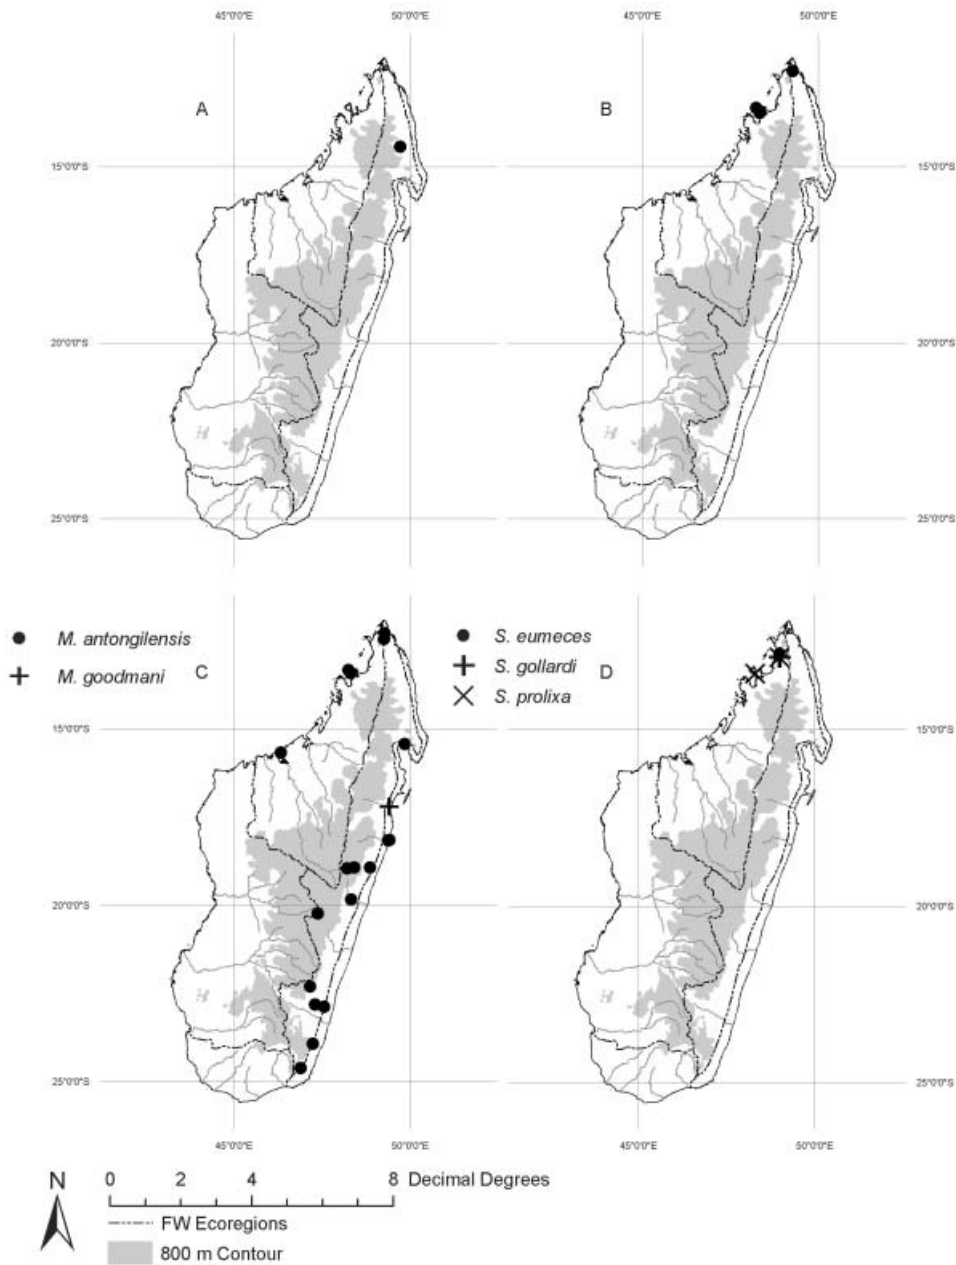 45°0'0"E 50°0'0"E 45°0'0"E 50°0'0"E
A B
15°0'0"S 15°0'0"S
20°0'0"S 20°0'0"S
25°0'0"S 25°0'0"S
M. antongilensis
M. goodmani
C
S. eumeces
S. gollardi
S. prolixa
D
15°0'0"S 15°0'0"S
20°0'0"S 20°0'0"S
25°0'0"S 25°0'0"S
45°0'0"E 50°0'0"E 45°0'0"E 50°0'0"E
N
0 2 4 6 8 Decimal Degrees
FW Ecoregions
800 m Contour